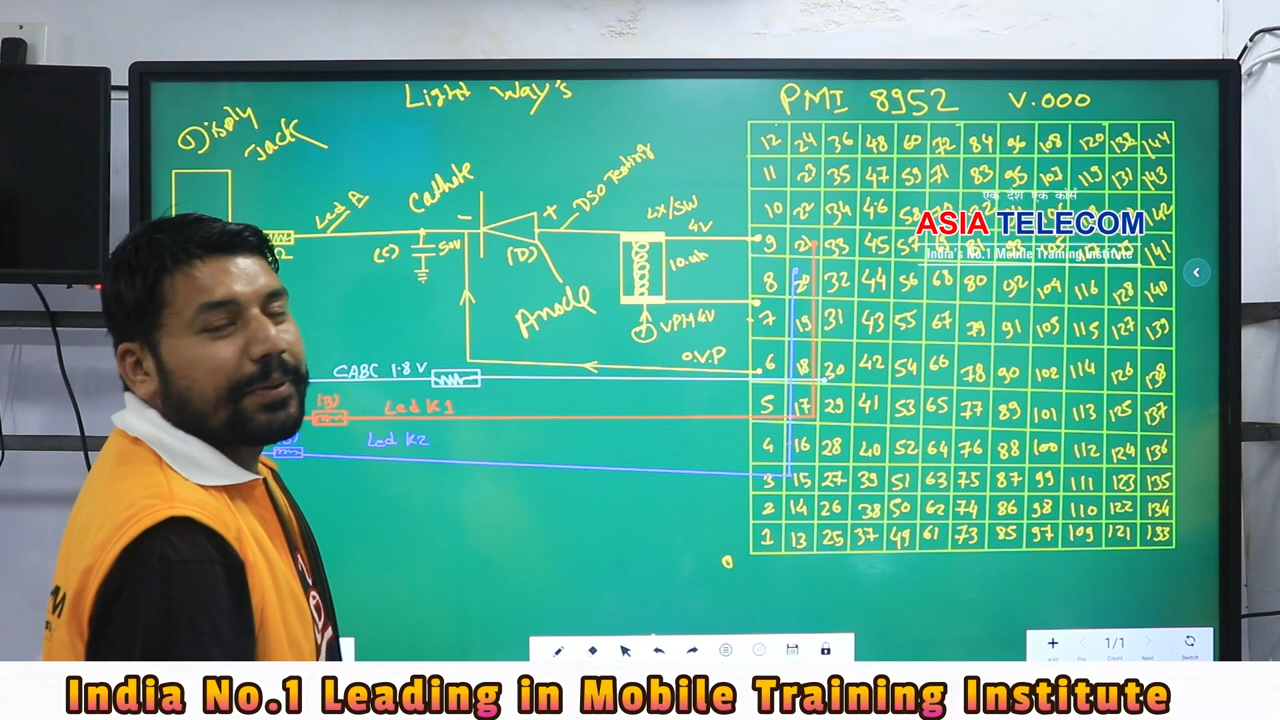 Light Way's
PMI 8952 V.000
Disply
Jack
Led A
Cathote
-
+
DSO Testing
LX/SW
4V
10.uh
(C)
50V
(D)
Anode
VPH 4V
O.V.P
CABC 1.8 V
(B)
Led K1
Led K2
12 24 36 48 60 72 84 96 108 120 132 144
11 23 35 47 59 71 83 95 107 119 131 143
एक देश एक कोर्स
ASIA TELECOM
India's No.1 Mobile Training Institute
10 22 34 46 142
9 21 33 45 57 141
8 20 32 44 56 68 80 92 104 116 128 140
7 19 31 43 55 67 79 91 103 115 127 139
6 18 30 42 54 66 78 90 102 114 126 138
5 17 29 41 53 65 77 89 101 113 125 137
4 16 28 40 52 64 76 88 100 112 124 136
3 15 27 39 51 63 75 87 99 111 123 135
2 14 26 38 50 62 74 86 98 110 122 134
1 13 25 37 49 61 73 85 97 109 121 133
0
1/1
India No.1 Leading in Mobile Training Institute